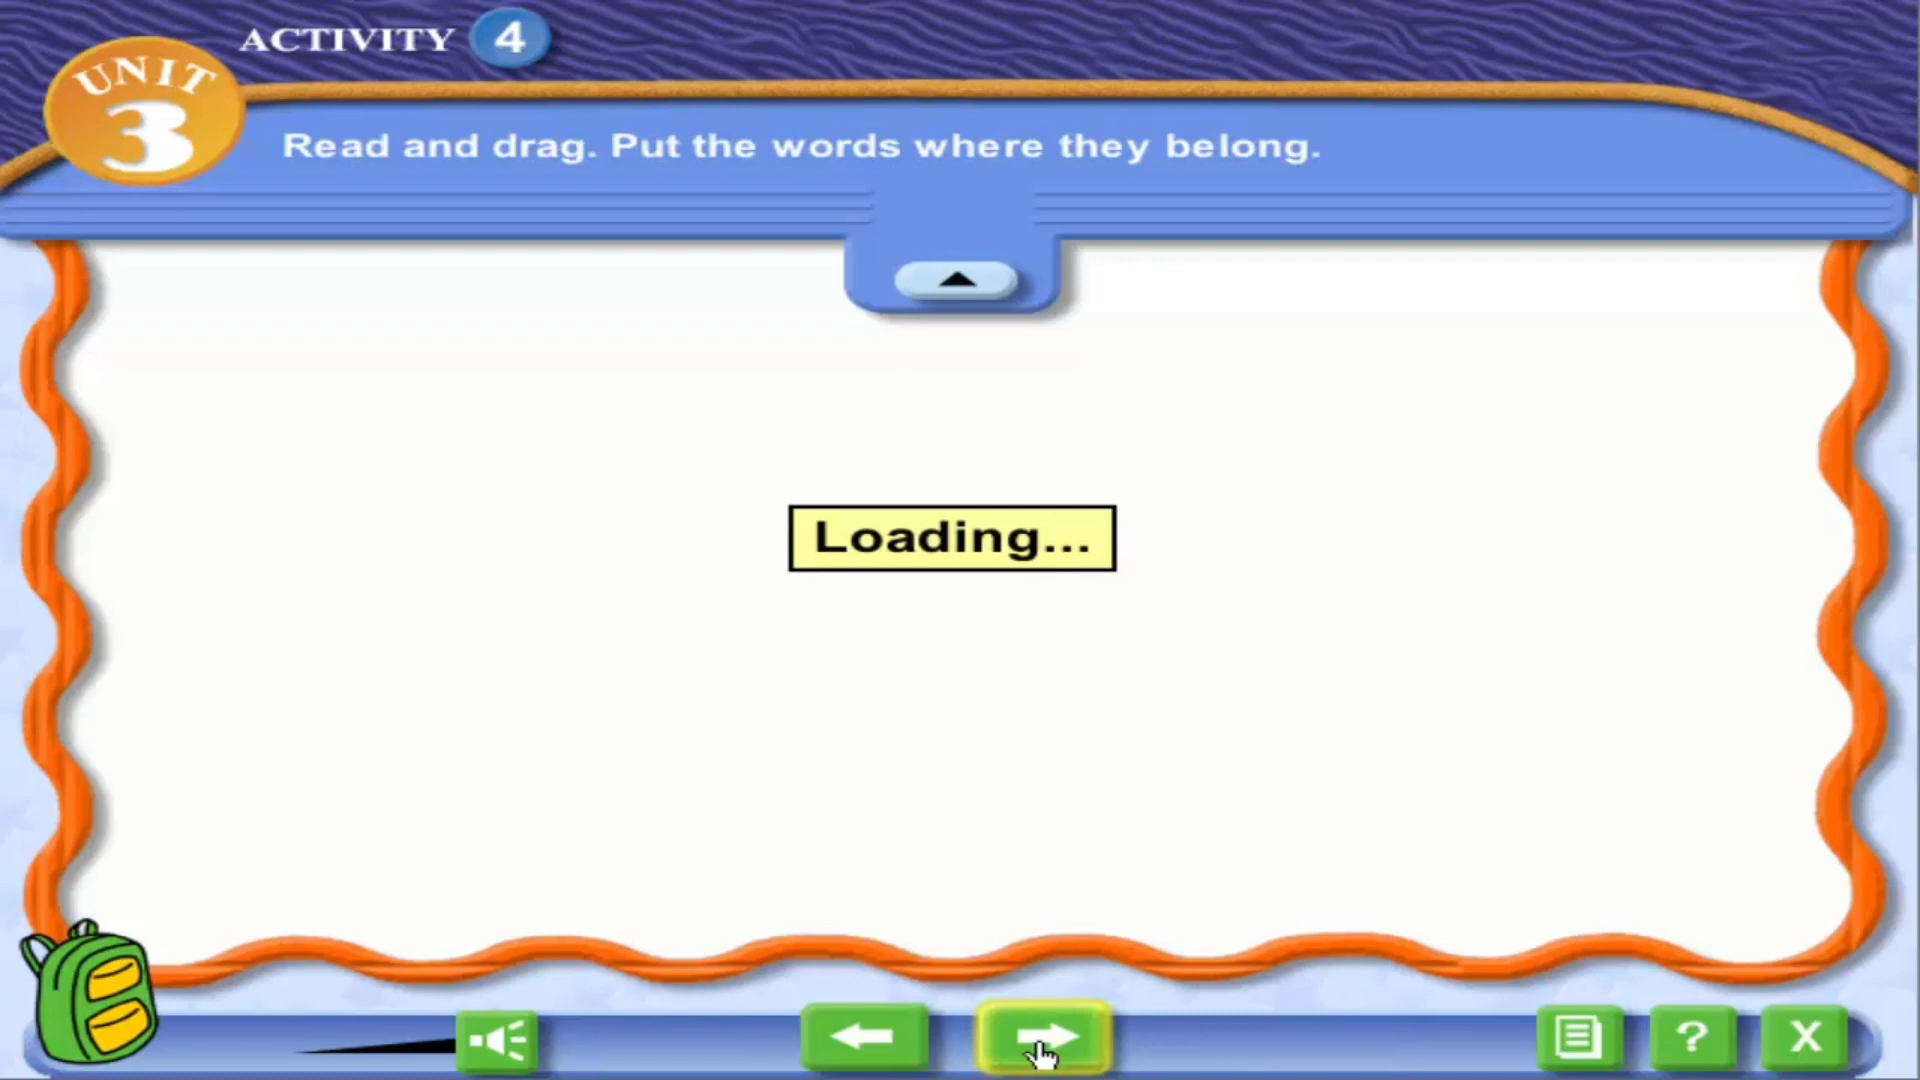 ACTIVITY 4
UNIT
3
Read and drag. Put the words where they belong.
Loading...
?
X